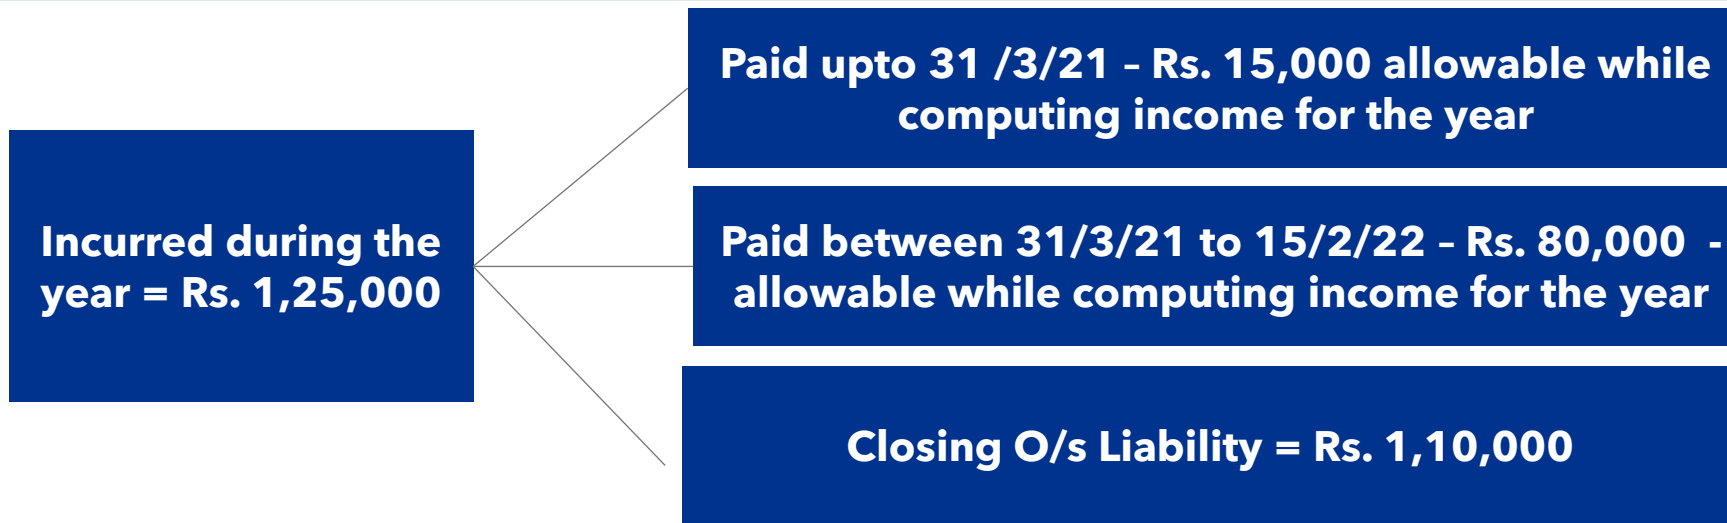 Incurred during the
year = Rs. 1,25,000
Paid upto 31 /3/21 – Rs. 15,000 allowable while
computing income for the year
Paid between 31/3/21 to 15/2/22 – Rs. 80,000  -
allowable while computing income for the year
Closing O/s Liability = Rs. 1,10,000